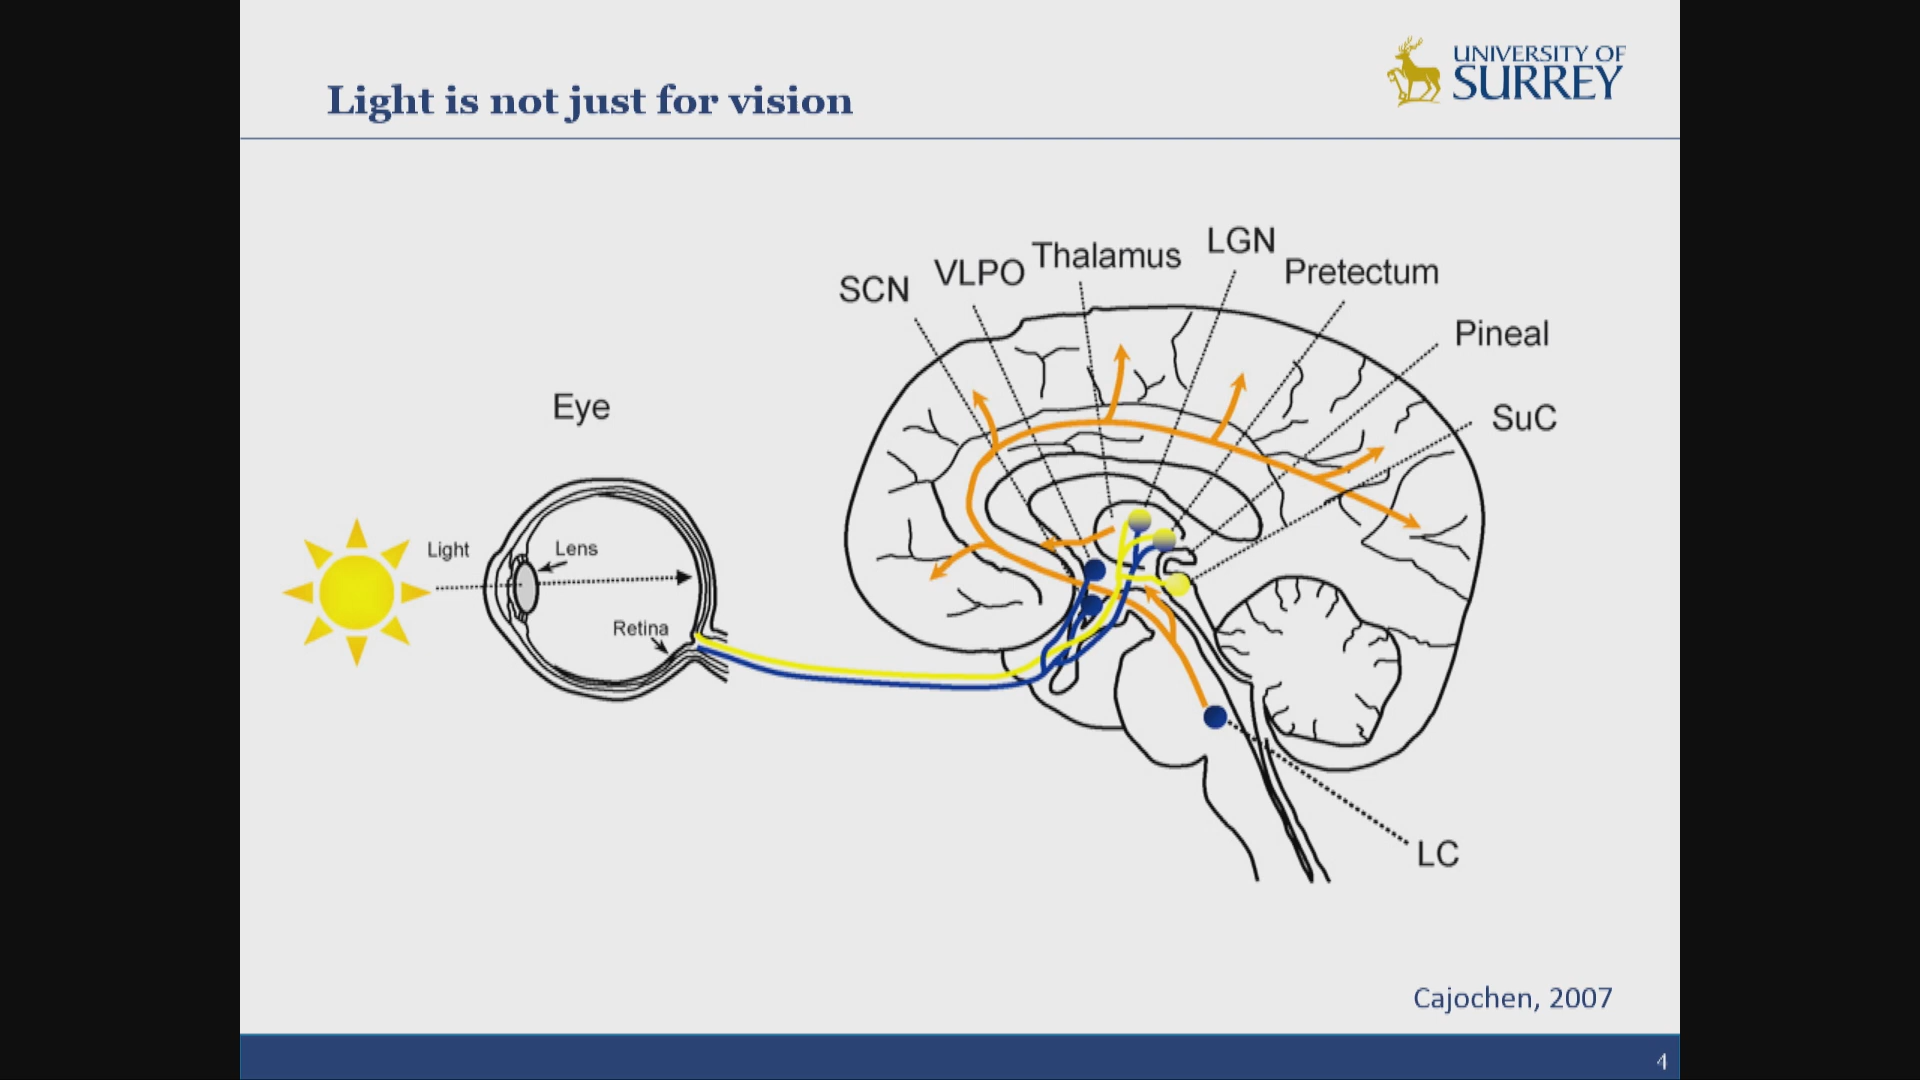 UNIVERSITY OF
SURREY
Light is not just for vision
LGN
Thalamus
Pretectum
VLPO
SCN
Pineal
SuC
Eye
Light
Lens
Retina
LC
Cajochen, 2007
4